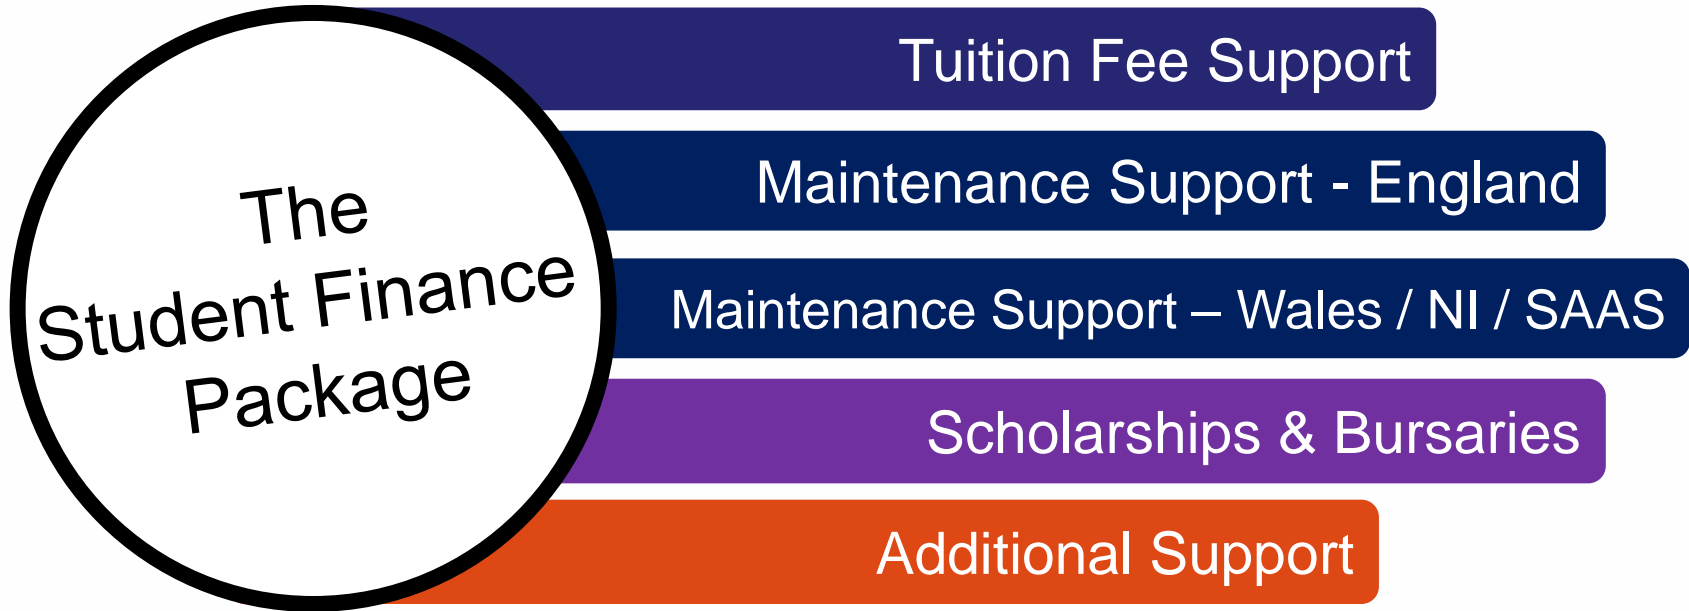 The
Student Finance
Package
Tuition Fee Support
Maintenance Support - England
Maintenance Support – Wales / NI / SAAS
Scholarships & Bursaries
Additional Support